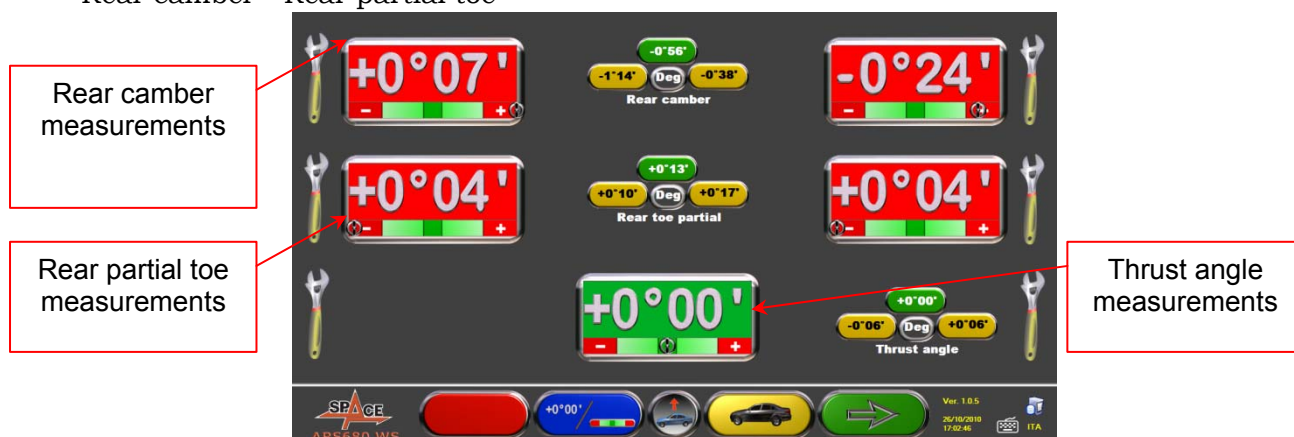 Rear camber   Rear partial toe
Rear camber
measurements
+0°07'
- +
-0°56'
-1°14' Deg -0°38'
Rear camber
-0°24'
- +
Rear partial toe
measurements
+0°04'
- +
+0°13'
+0°10' Deg +0°17'
Rear toe partial
+0°04'
- +
Thrust angle
measurements
+0°00'
- +
+0°00'
-0°06' Deg +0°06'
Thrust angle
SPACE
ARS680 WS
+0°00'
Ver. 1.0.5
26/10/2010
17:02:46
ITA